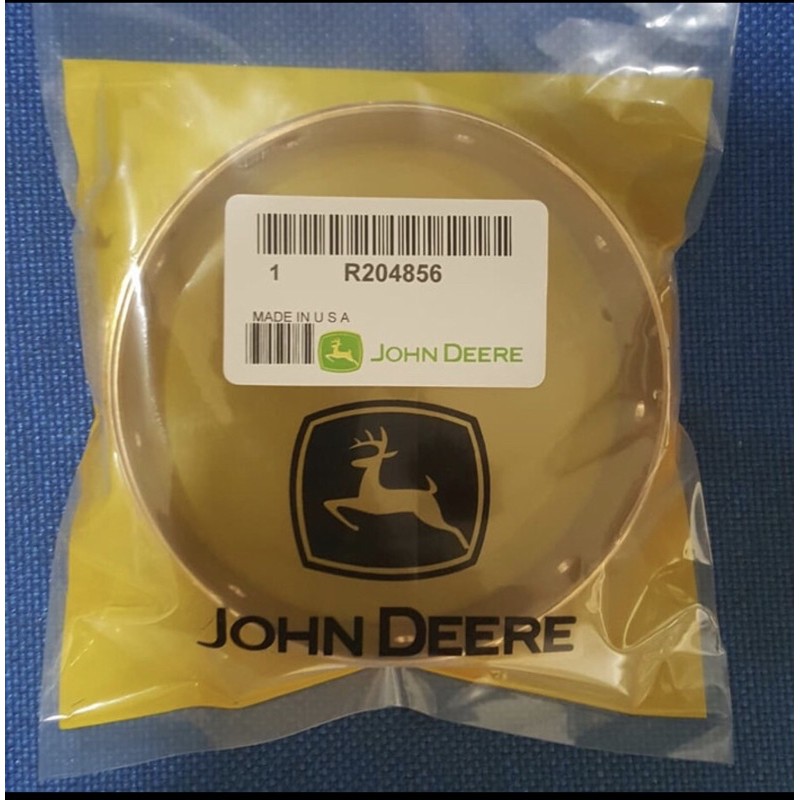 1 R204856
MADE IN U S A
JOHN DEERE
JOHN DEERE